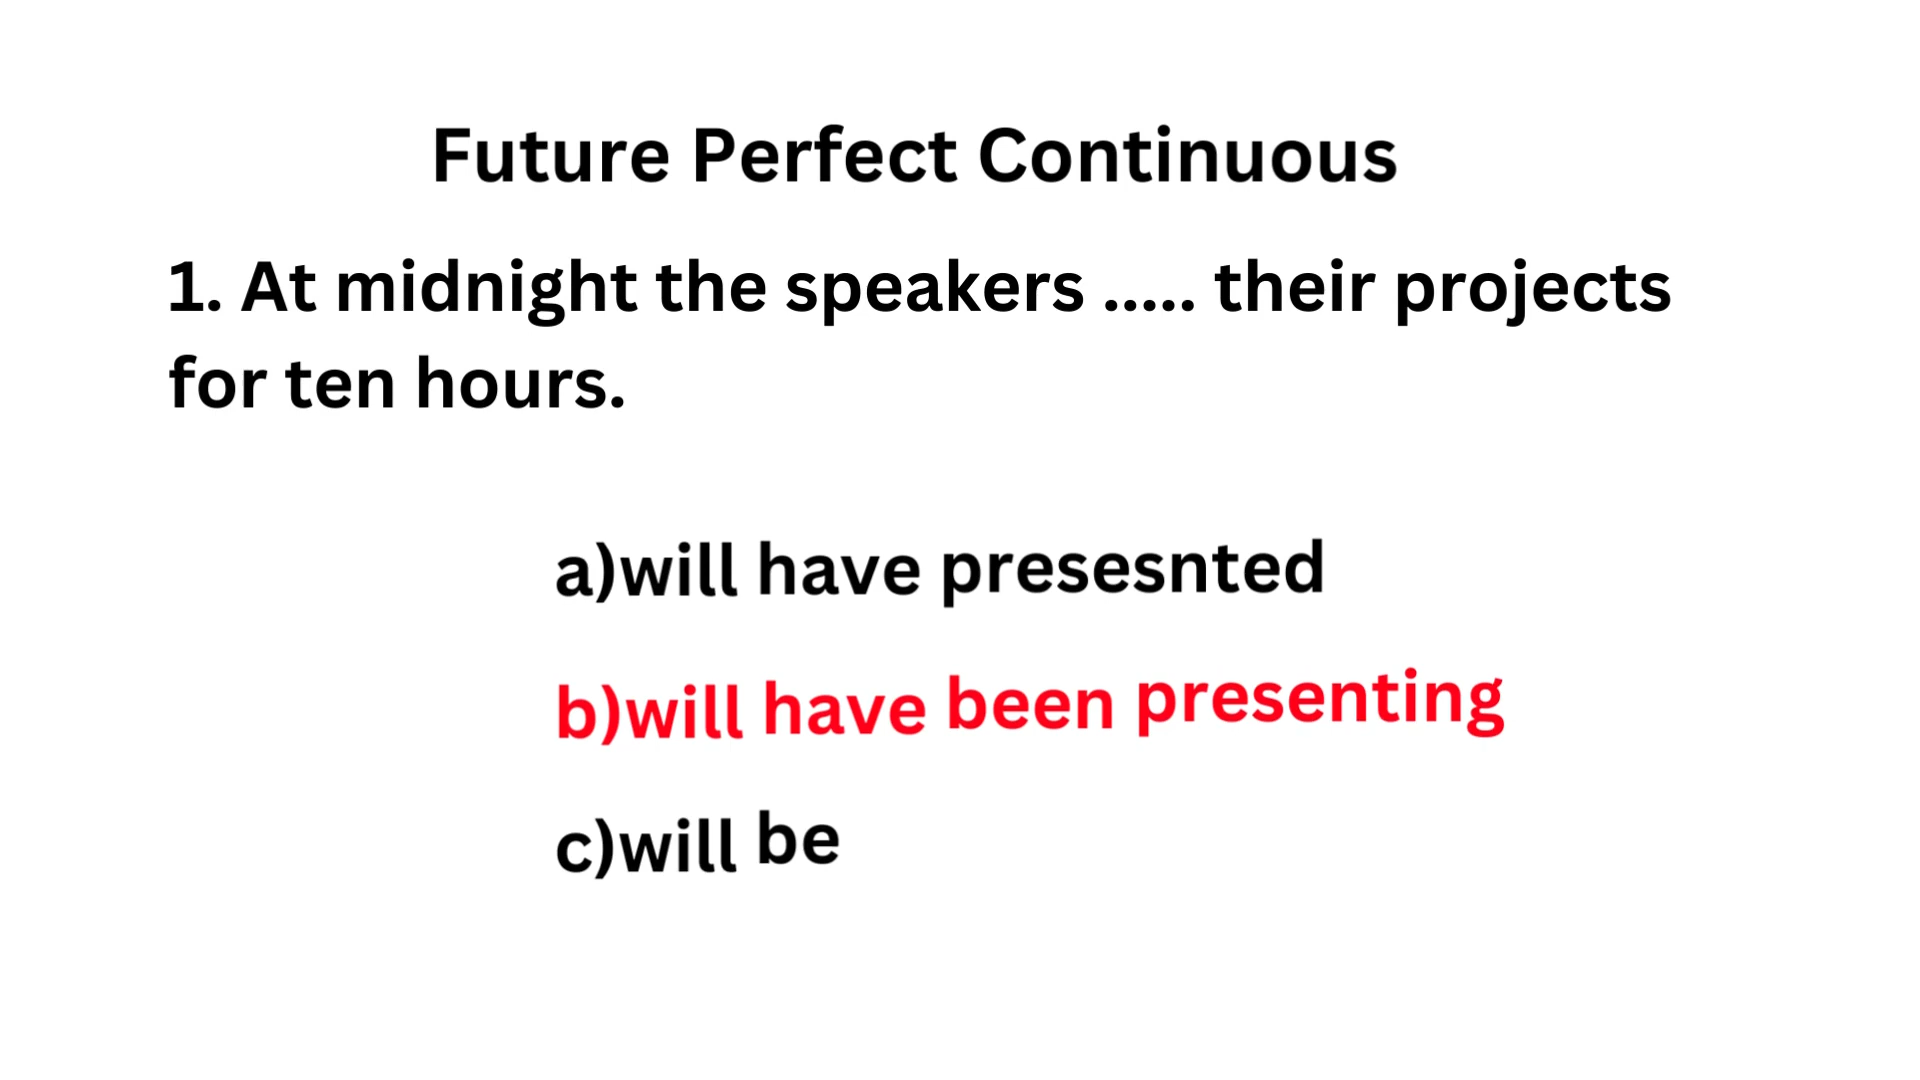 Future Perfect Continuous
1. At midnight the speakers ..... their projects
for ten hours.
a)will have presesnted
b)will have been presenting
c)will be